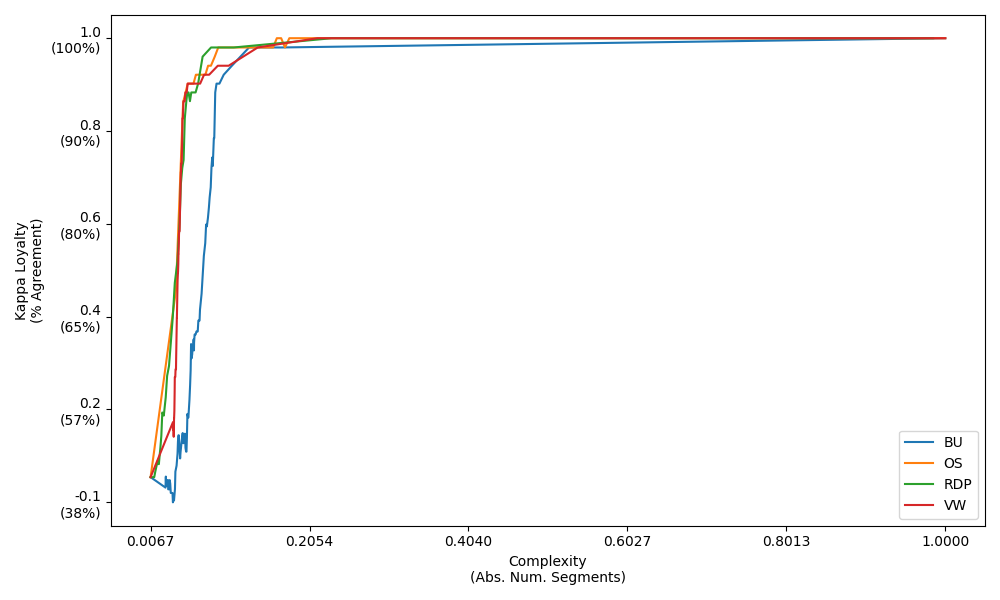 1.0
(100%)
0.8
(90%)
0.6
(80%)
0.4
(65%)
0.2
(57%)
-0.1
(38%)
Kappa Loyalty
(% Agreement)
BU
OS
RDP
VW
0.0067 0.2054 0.4040 0.6027 0.8013 1.0000
Complexity
(Abs. Num. Segments)